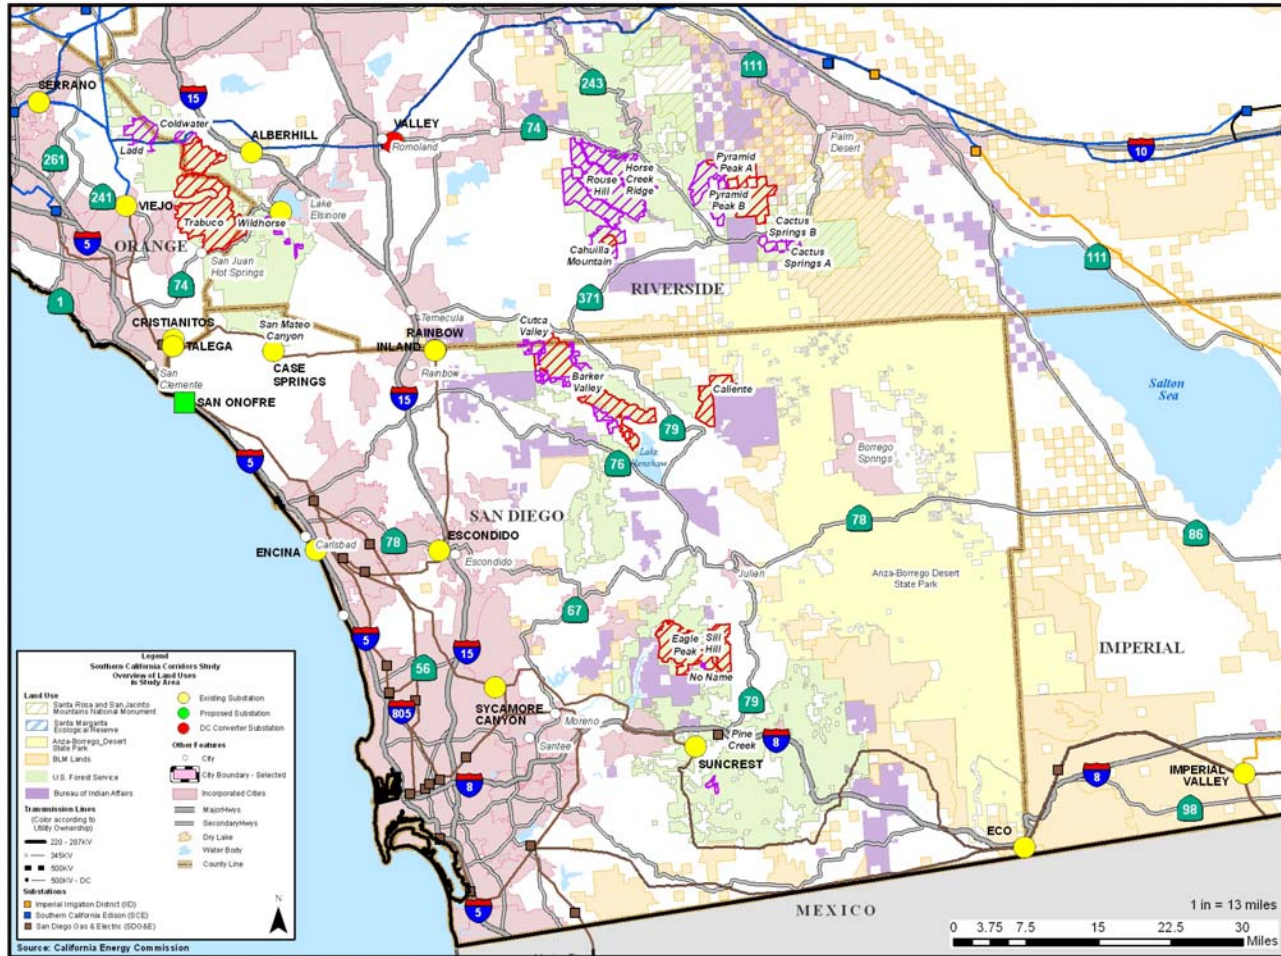 SERRANO
15
243
111
Coldwater
ALBERHILL
VALLEY
74
Ladd
Romoland
Palm
Desert
10
261
241
VIEJO
Trabuco
Wildhorse
Lake
Elsinore
Rouse
Hill
Horse
Creek
Ridge
Pyramid
Peak A
Pyramid
Peak B
Cactus
Springs B
Cactus
Springs A
5
ORANGE
San Juan
Hot Springs
Cahuilla
Mountain
111
74
1
371
RIVERSIDE
CRISTIANITOS
TALEGA
San Mateo
Canyon
CASE
SPRINGS
Temecula
RAINBOW
INLAND
Rainbow
Cutca
Valley
Barker
Valley
Caliente
Salton
Sea
San
Clemente
SAN ONOFRE
15
79
76
Lake
Henshaw
Borrego
Springs
5
SAN DIEGO
78
86
ENCINA
Carlsbad
78
ESCONDIDO
Escondido
Julian
Anza-Borrego Desert
State Park
67
5
15
56
Eagle
Peak
Sill
Hill
No Name
IMPERIAL
805
SYCAMORE
CANYON
Moreno
Santee
79
Pine
Creek
8
SUNCREST
8
8
IMPERIAL
VALLEY
98
ECO
5
MEXICO
1 in = 13 miles
0 3.75 7.5 15 22.5 30
Miles
Legend
Southern California Corridors Study
Overview of Land Uses
in Study Area
Land Use
Santa Rosa and San Jacinto
Mountains National Monument
Santa Margarita
Ecological Reserve
Anza-Borrego_Desert
State Park
BLM Lands
U.S. Forest Service
Bureau of Indian Affairs
Transmission Lines
(Color according to
Utility Ownership)
220 - 287KV
345KV
500KV
500KV - DC
Substations
Imperial Irrigation District (IID)
Southern California Edison (SCE)
San Diego Gas & Electric (SDG&E)
Existing Substation
Proposed Substation
DC Converter Substation
Other Features
City
City Boundary - Selected
Incorporated Cities
MajorHwys
SecondaryHwys
Dry Lake
Water Body
County Line
N
Source: California Energy Commission